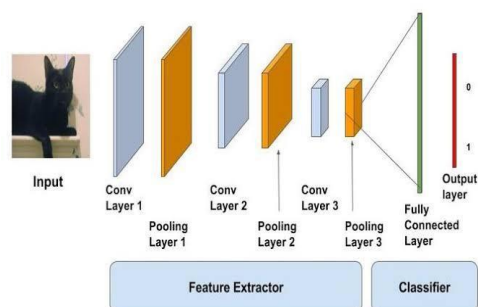 Input
Conv
Layer 1
Pooling
Layer 1
Conv
Layer 2
Pooling
Layer 2
Conv
Layer 3
Pooling
Layer 3
Fully
Connected
Layer
0
1
Output
layer
Feature Extractor
Classifier